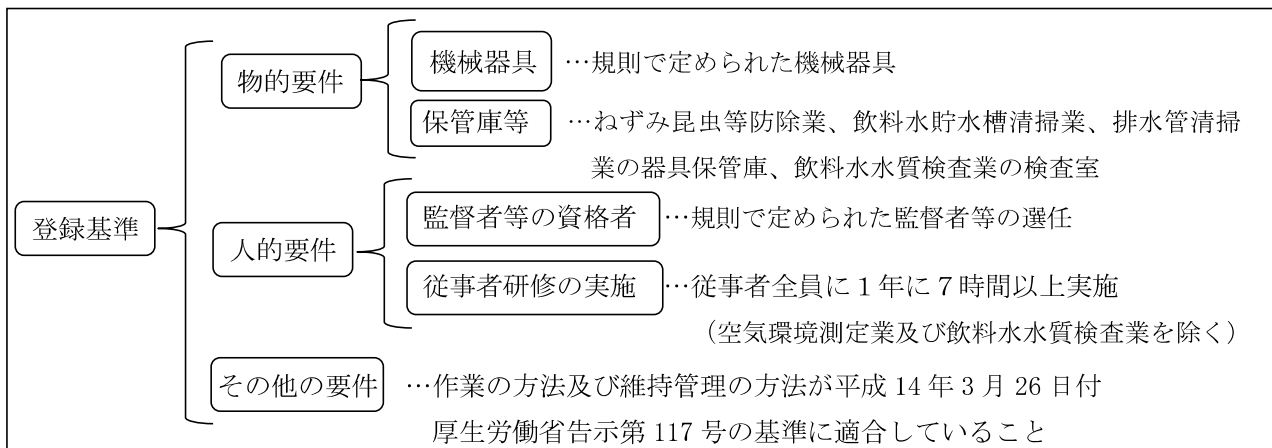 登録基準
物的要件
機械器具 …規則で定められた機械器具
保管庫等 …ねずみ昆虫等防除業、飲料水貯水槽清掃業、排水管清掃
業の器具保管庫、飲料水水質検査業の検査室
人的要件
監督者等の資格者 …規則で定められた監督者等の選任
従事者研修の実施 …従事者全員に1年に7時間以上実施
（空気環境測定業及び飲料水水質検査業を除く）
その他の要件 …作業の方法及び維持管理の方法が平成 14 年 3 月 26 日付
厚生労働省告示第 117 号の基準に適合していること